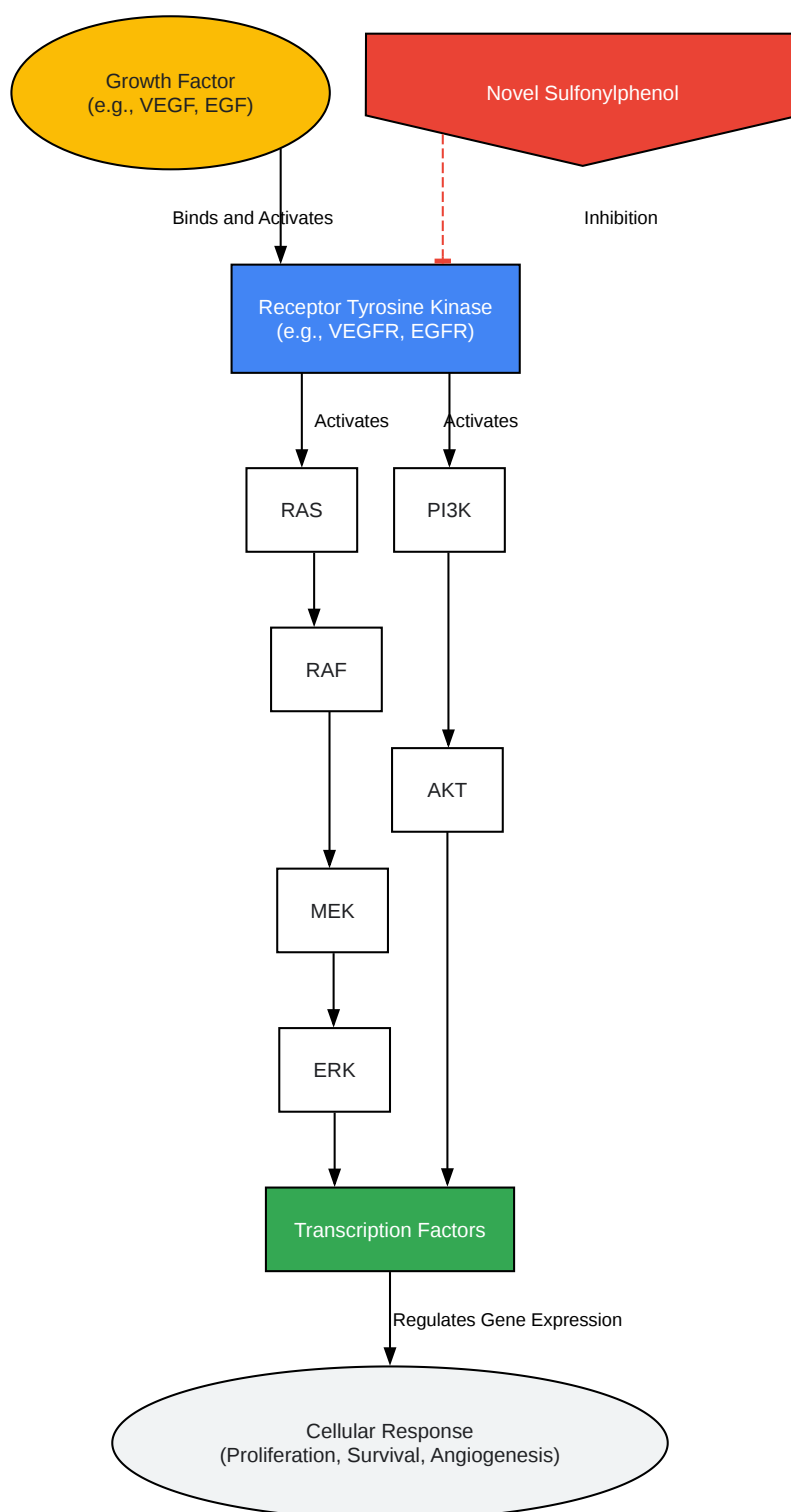 Growth Factor
(e.g., VEGF, EGF)
Novel Sulfonylphenol
Binds and Activates
Inhibition
Receptor Tyrosine Kinase
(e.g., VEGFR, EGFR)
Activates
Activates
RAS
PI3K
RAF
AKT
MEK
ERK
Transcription Factors
Regulates Gene Expression
Cellular Response
(Proliferation, Survival, Angiogenesis)